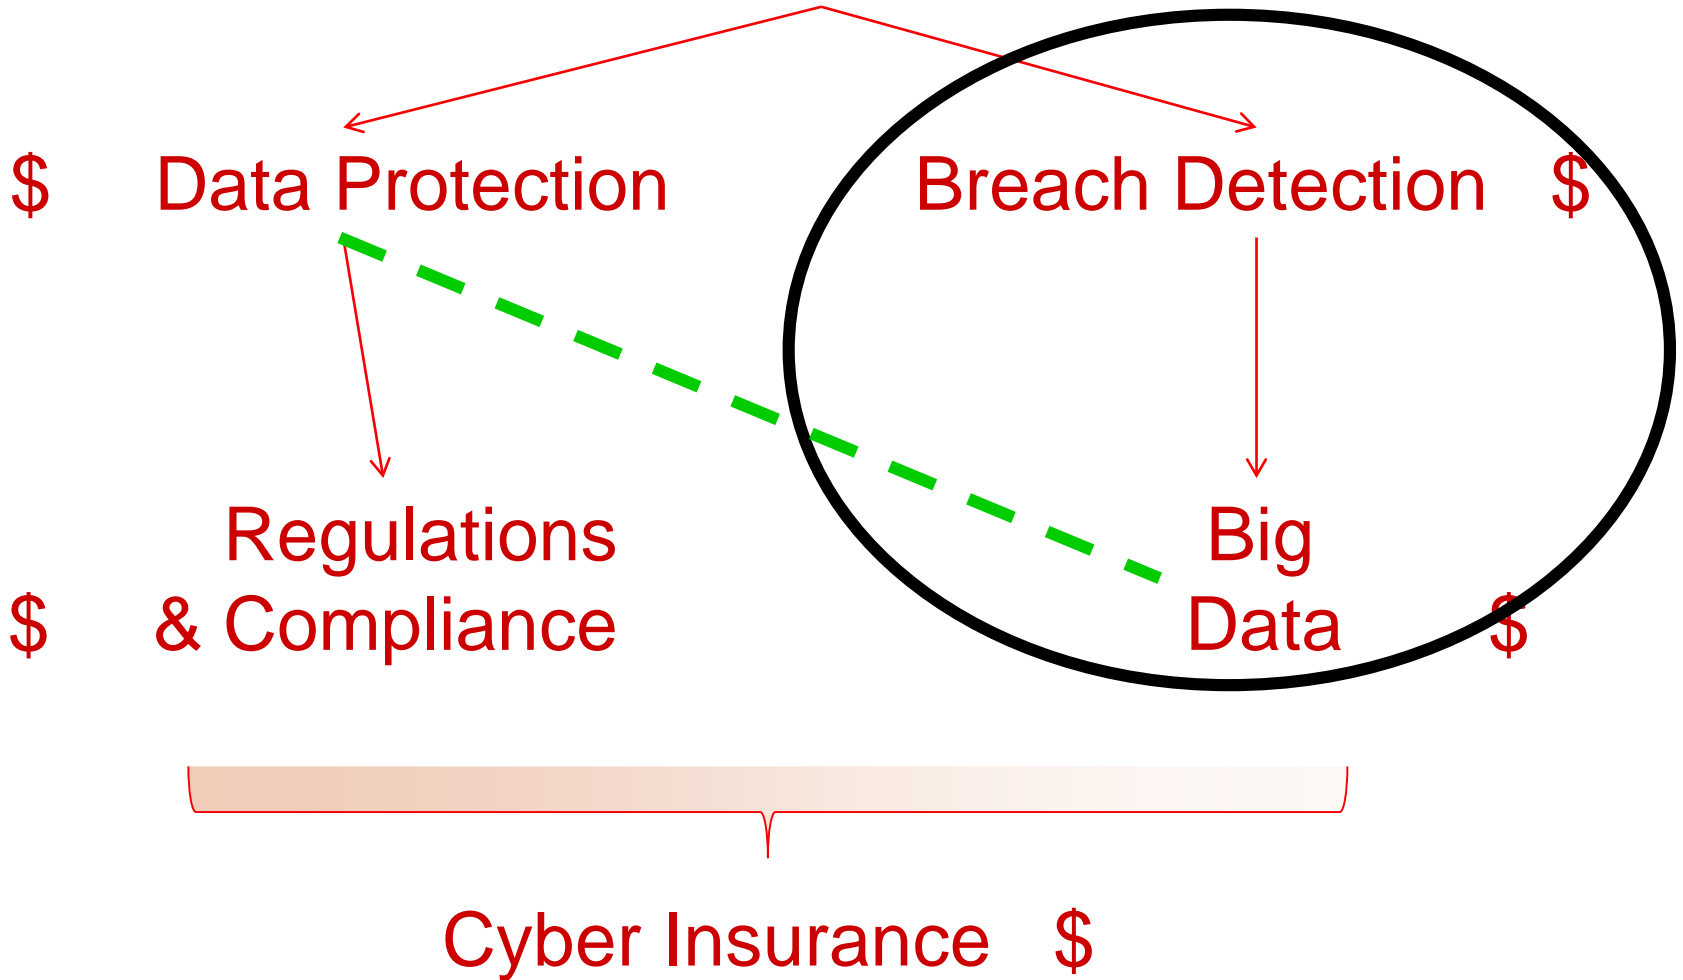 $ Data Protection Breach Detection $
Regulations Big
$ & Compliance Data $
Cyber Insurance $